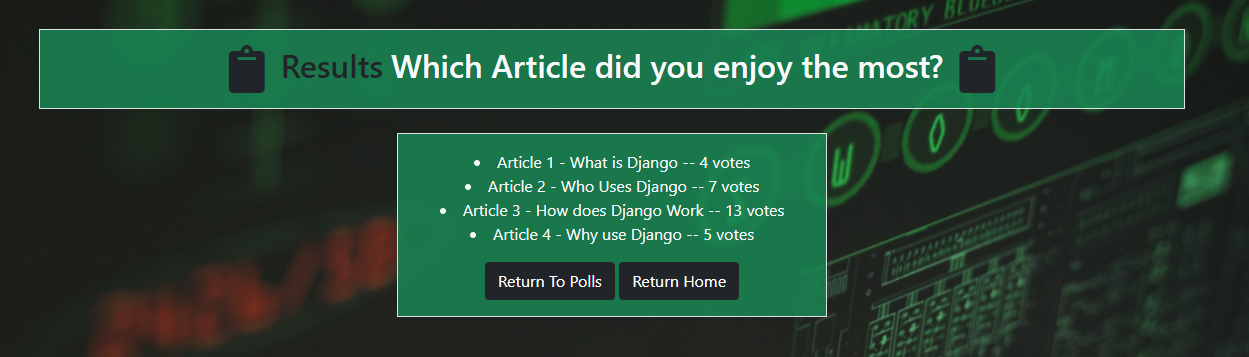 Results Which Article did you enjoy the most?
Article 1 - What is Django -- 4 votes
Article 2 - Who Uses Django -- 7 votes
Article 3 - How does Django Work -- 13 votes
Article 4 - Why use Django -- 5 votes
Return To Polls Return Home